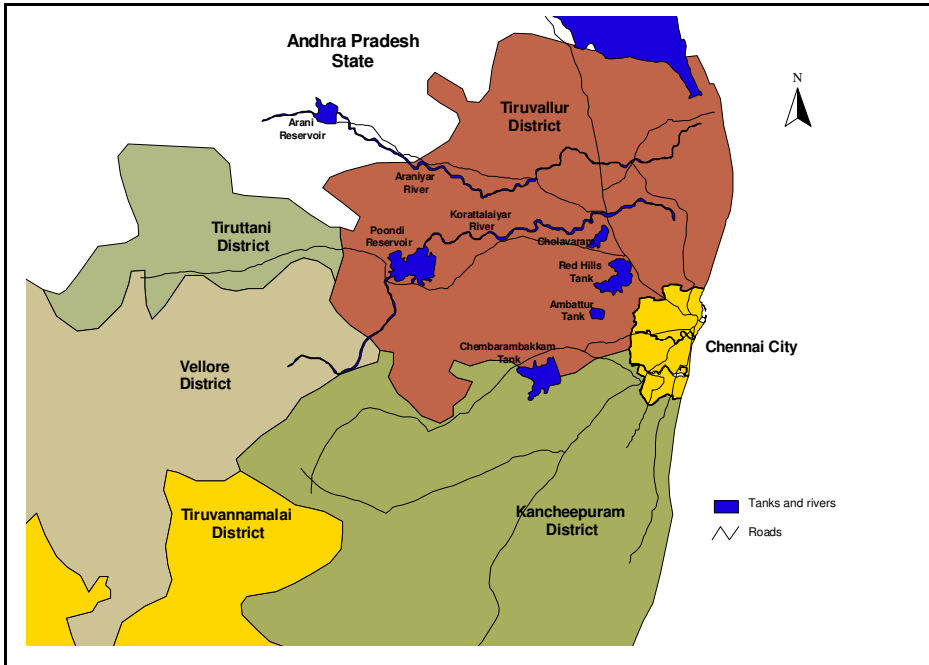 Andhra Pradesh
State
N
Tiruvallur
District
Arani
Reservoir
Araniyar
River
Korattalaiyar
River
Tiruttani
District
Poondi
Reservoir
Cholavaram
Red Hills
Tank
Ambattur
Tank
Chennai City
Chembarambakkam
Tank
Vellore
District
Tanks and rivers
Roads
Tiruvannamalai
District
Kancheepuram
District